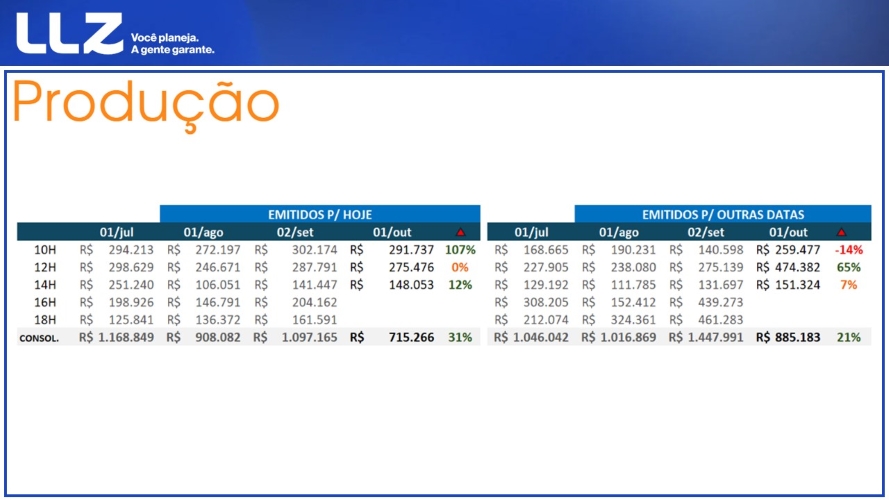 LLZ Você planeja.
A gente garante.
Produção
EMITIDOS P/ HOJE EMITIDOS P/ OUTRAS DATAS
01/jul 01/ago 02/set 01/out ▲ 01/jul 01/ago 02/set 01/out ▲
10H R$ 294.213 R$ 272.197 R$ 302.174 R$ 291.737 107% R$ 168.665 R$ 190.231 R$ 140.598 R$ 259.477 -14%
12H R$ 298.629 R$ 246.671 R$ 287.791 R$ 275.476 0% R$ 227.905 R$ 238.080 R$ 275.139 R$ 474.382 65%
14H R$ 251.240 R$ 106.051 R$ 141.447 R$ 148.053 12% R$ 129.192 R$ 111.785 R$ 131.697 R$ 151.324 7%
16H R$ 198.926 R$ 146.791 R$ 204.162 R$ 308.205 R$ 152.412 R$ 439.273
18H R$ 125.841 R$ 136.372 R$ 161.591 R$ 212.074 R$ 324.361 R$ 461.283
CONSOL. R$ 1.168.849 R$ 908.082 R$ 1.097.165 R$ 715.266 31% R$ 1.046.042 R$ 1.016.869 R$ 1.447.991 R$ 885.183 21%